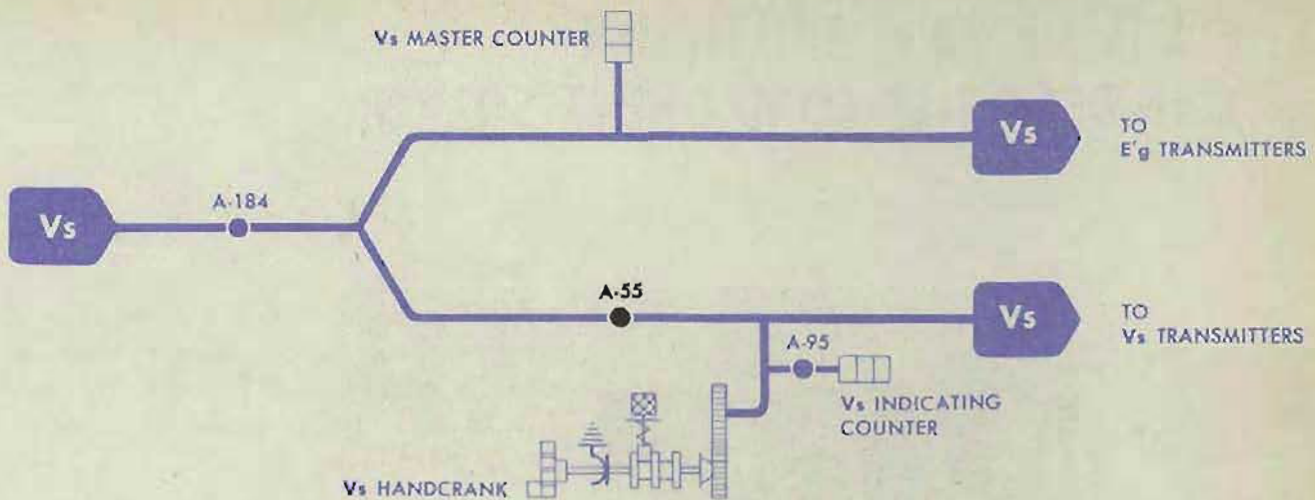 Vs MASTER COUNTER
Vs
TO
E'g TRANSMITTERS
A-184
Vs
A-55
Vs
TO
Vs TRANSMITTERS
A-95
Vs INDICATING
COUNTER
Vs HANDCRANK